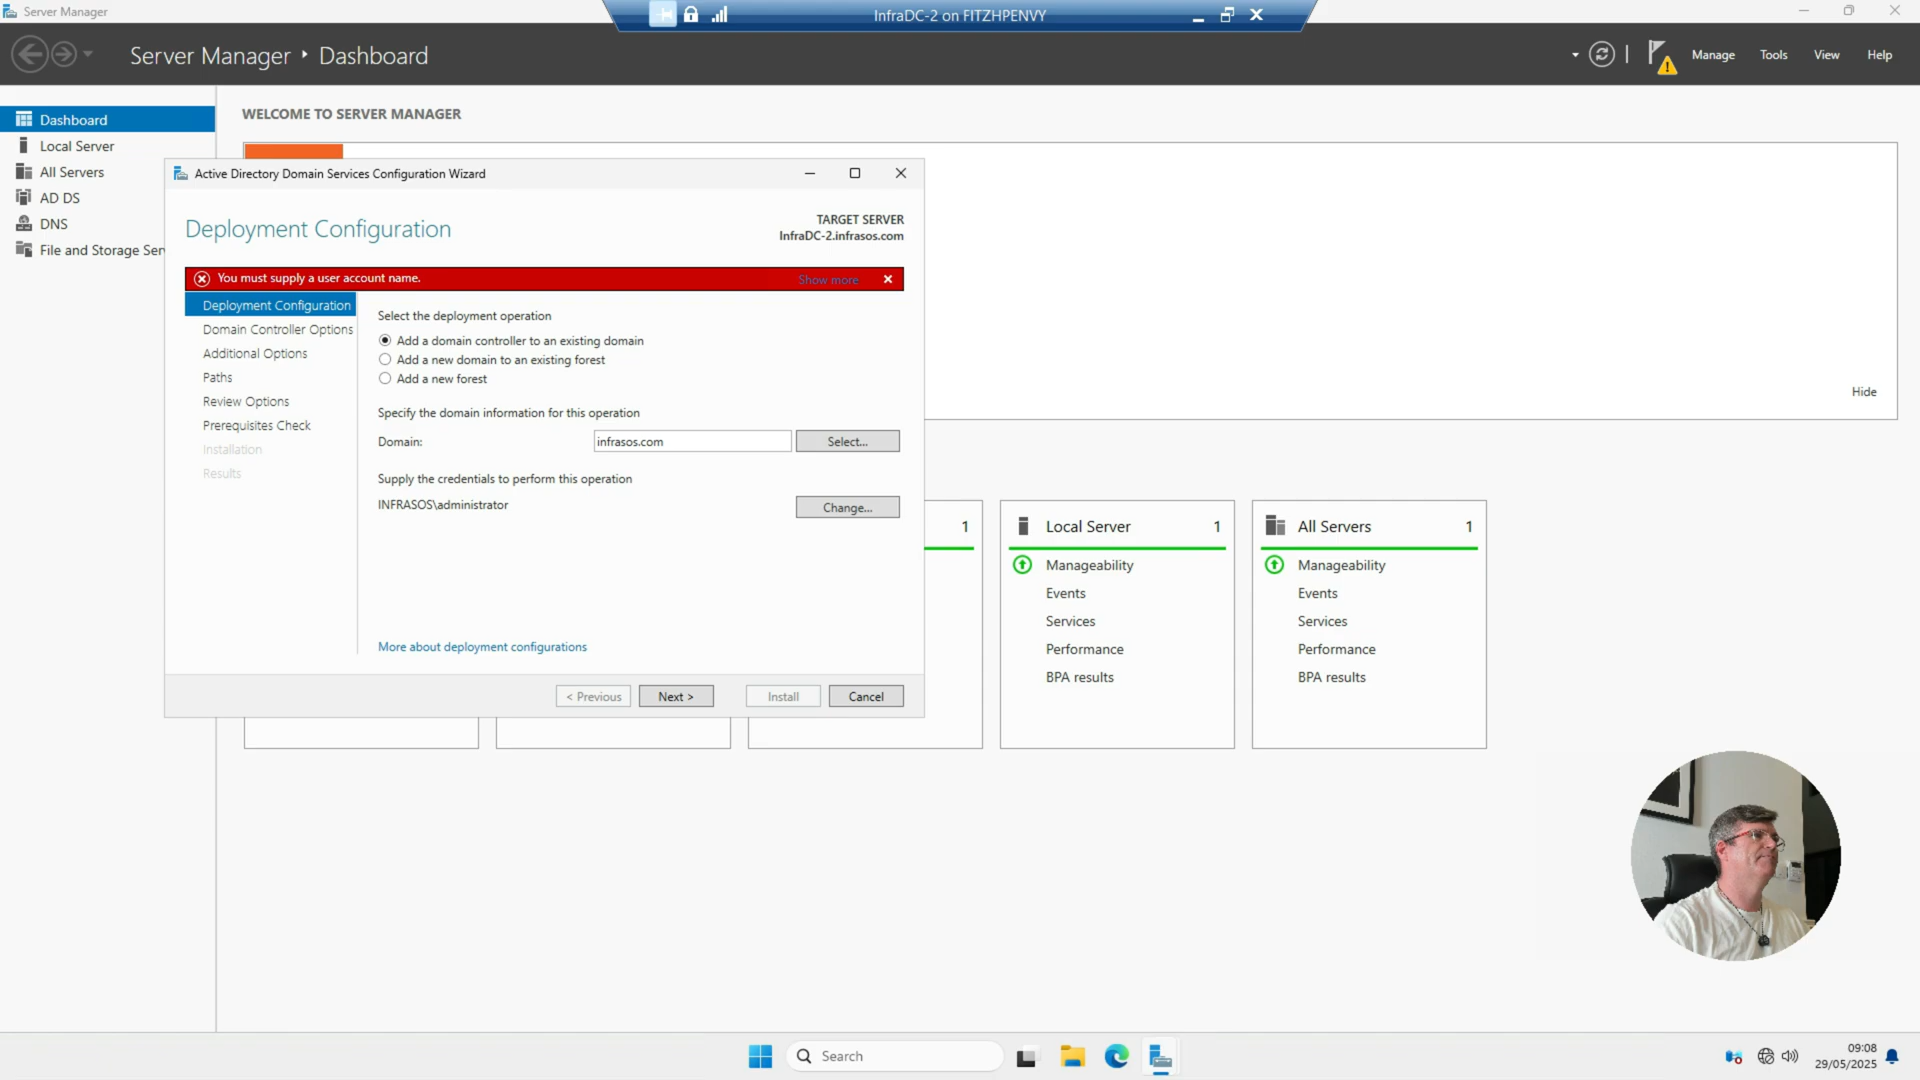 Server Manager
InfraDC-2 on FITZHPENVY
Server Manager
Dashboard
Manage
Tools
View
Help
Dashboard
Local Server
All Servers
AD DS
DNS
File and Storage Ser
WELCOME TO SERVER MANAGER
Active Directory Domain Services Configuration Wizard
Deployment Configuration
TARGET SERVER
InfraDC-2.infrasos.com
You must supply a user account name.
Show more
Deployment Configuration
Domain Controller Options
Additional Options
Paths
Review Options
Prerequisites Check
Installation
Results
Select the deployment operation
Add a domain controller to an existing domain
Add a new domain to an existing forest
Add a new forest
Specify the domain information for this operation
Domain:
infrasos.com
Select...
Supply the credentials to perform this operation
INFRASOS\administrator
Change...
More about deployment configurations
< Previous
Next >
Install
Cancel
Hide
1
Local Server
1
Manageability
Events
Services
Performance
BPA results
All Servers
1
Manageability
Events
Services
Performance
BPA results
Search
09:08
29/05/2025